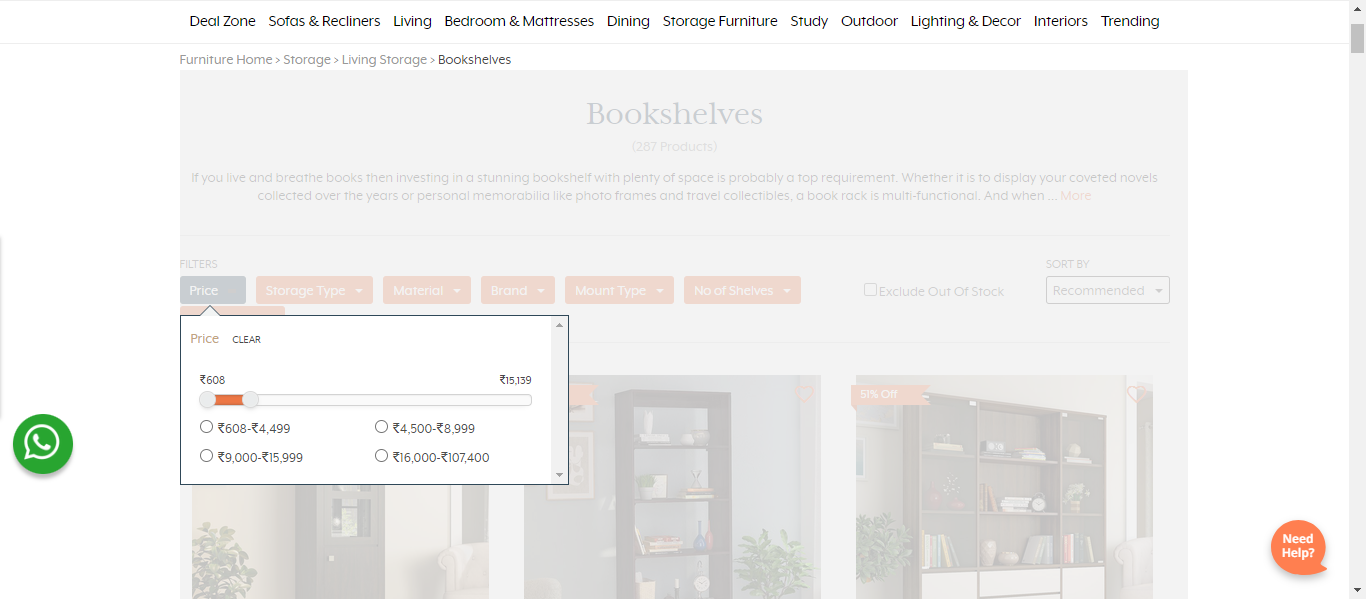 Deal Zone Sofas & Recliners Living Bedroom & Mattresses Dining Storage Furniture Study Outdoor Lighting & Decor Interiors Trending
Furniture Home > Storage > Living Storage > Bookshelves
Bookshelves
(287 Products)
If you live and breathe books then investing in a stunning bookshelf with plenty of space is probably a top requirement. Whether it is to display your coveted novels
collected over the years or personal memorabilia like photo frames and travel collectibles, a book rack is multi-functional. And when ... More
FILTERS
SORT BY
Price Storage Type Material Brand Mount Type No of Shelves Exclude Out Of Stock Recommended
Price CLEAR
₹608 ₹15,139
₹608-₹4,499 ₹4,500-₹8,999
₹9,000-₹15,999 ₹16,000-₹107,400
51% Off
Need
Help?